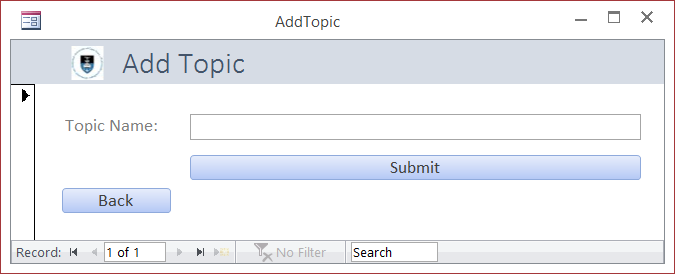 AddTopic
Add Topic
Topic Name:
Submit
Back
Record: 1 of 1 No Filter Search